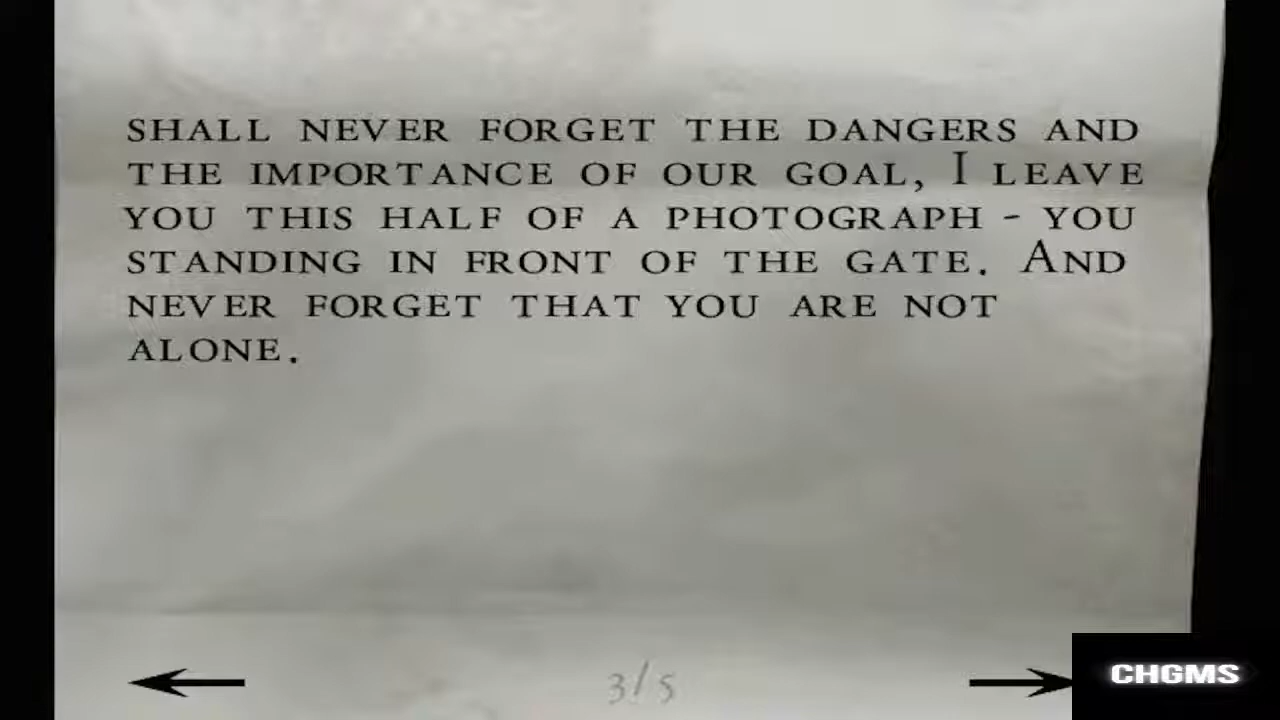 SHALL NEVER FORGET THE DANGERS AND
THE IMPORTANCE OF OUR GOAL, I LEAVE
YOU THIS HALF OF A PHOTOGRAPH - YOU
STANDING IN FRONT OF THE GATE. AND
NEVER FORGET THAT YOU ARE NOT
ALONE.
3/5
CHGMS